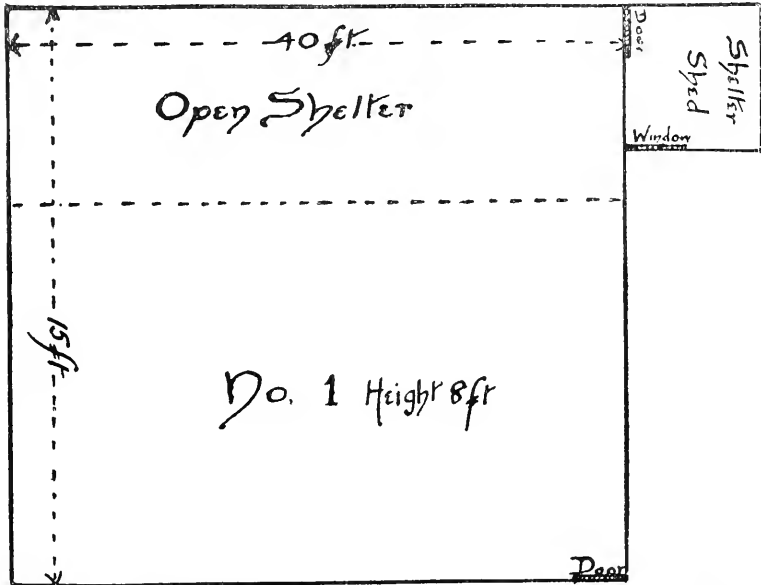 40 ft.
Door
Shelter
Shed
Open Shelter
Window
15 ft
No. 1 Height 8 ft
Door